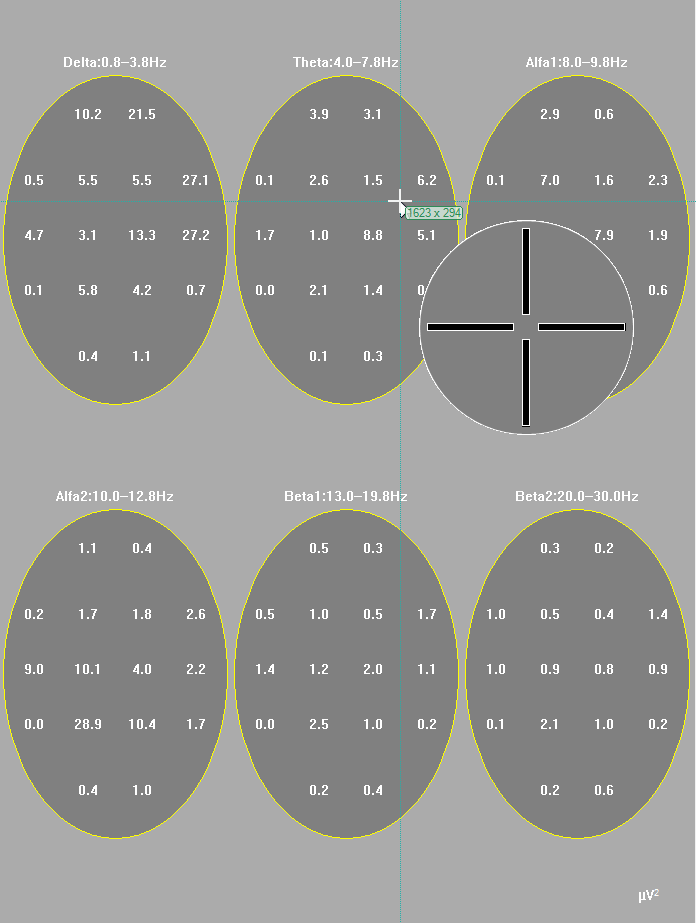 Delta:0.8–3.8Hz Theta:4.0–7.8Hz Alfa1:8.0–9.8Hz
10.2 21.5 3.9 3.1 2.9 0.6
0.5 5.5 5.5 27.1 0.1 2.6 1.5 6.2 0.1 7.0 1.6 2.3
1623 x 294
4.7 3.1 13.3 27.2 1.7 1.0 8.8 5.1 7.9 1.9
0.1 5.8 4.2 0.7 0.0 2.1 1.4 0.6
0.4 1.1 0.1 0.3
Alfa2:10.0–12.8Hz Beta1:13.0–19.8Hz Beta2:20.0–30.0Hz
1.1 0.4 0.5 0.3 0.3 0.2
0.2 1.7 1.8 2.6 0.5 1.0 0.5 1.7 1.0 0.5 0.4 1.4
9.0 10.1 4.0 2.2 1.4 1.2 2.0 1.1 1.0 0.9 0.8 0.9
0.0 28.9 10.4 1.7 0.0 2.5 1.0 0.2 0.1 2.1 1.0 0.2
0.4 1.0 0.2 0.4 0.2 0.6
µV²